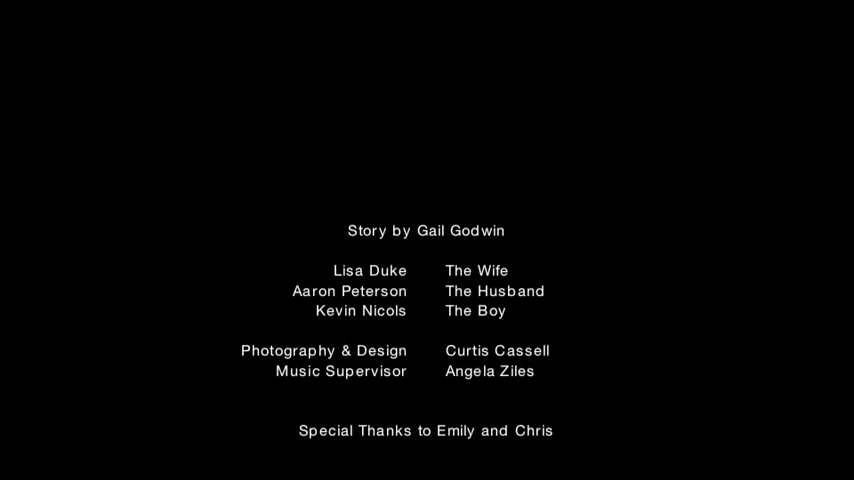 Story by Gail Godwin
Lisa Duke The Wife
Aaron Peterson The Husband
Kevin Nicols The Boy
Photography & Design Curtis Cassell
Music Supervisor Angela Ziles
Special Thanks to Emily and Chris